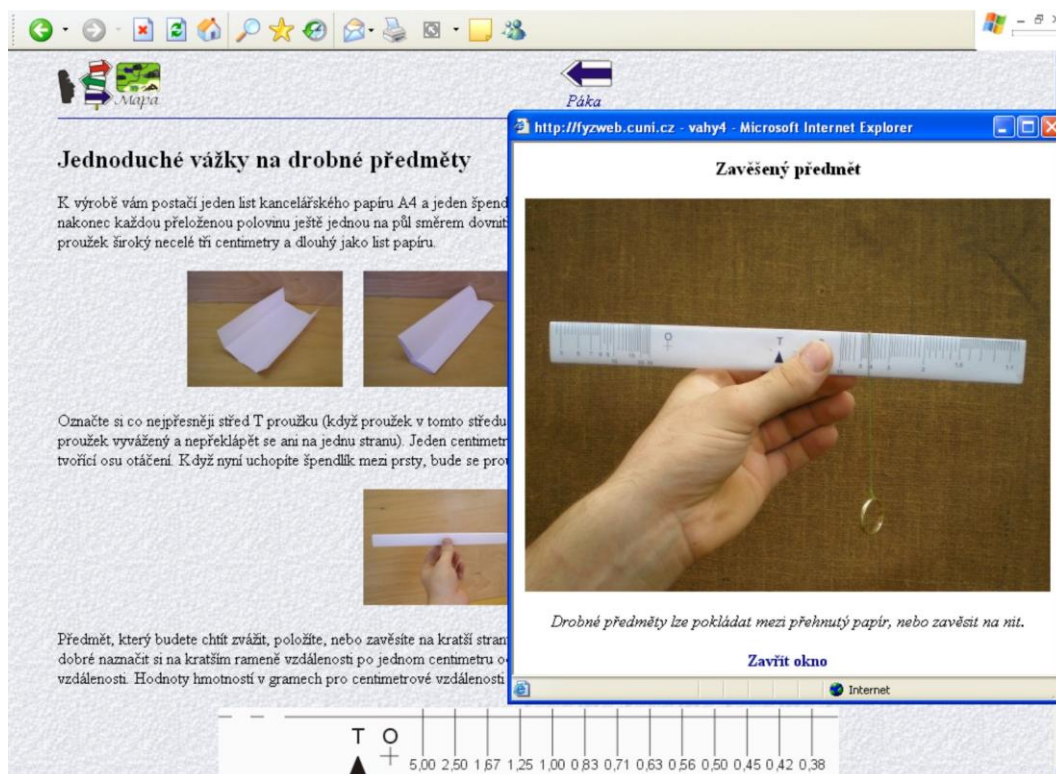 Mapa
Páka
Jednoduché vážky na drobné předměty
K výrobě vám postačí jeden list kancelářského papíru A4 a jeden špend
nakonec každou přeloženou polovinu ještě jednou na půl směrem dovnitř
proužek široký necelé tři centimetry a dlouhý jako list papíru.
Označte si co nejpřesněji střed T proužku (když proužek v tomto středu
proužek vyvážený a nepřeklápět se ani na jednu stranu). Jeden centimetr
tvořící osu otáčení. Když nyní uchopíte špendlík mezi prsty, bude se prou
Předmět, který budete chtít zvážit, položíte, nebo zavěsíte na kratší stran
dobré naznačit si na kratším rameně vzdálenosti po jednom centimetru o
vzdálenosti. Hodnoty hmotností v gramech pro centimetrové vzdálenosti
T O
5,00 2,50 1,67 1,25 1,00 0,83 0,71 0,63 0,56 0,50 0,45 0,42 0,38
http://fyzweb.cuni.cz - vahy4 - Microsoft Internet Explorer
Zavěšený předmět
O T
Drobné předměty lze pokládat mezi přehnutý papír, nebo zavěsit na nit.
Zavřít okno
Internet